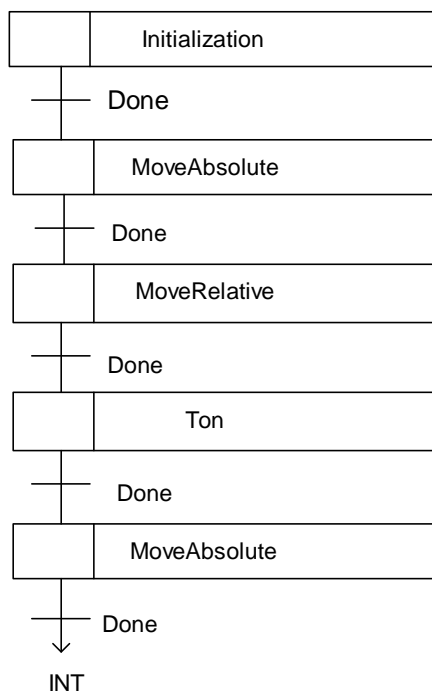 Initialization
Done
MoveAbsolute
Done
MoveRelative
Done
Ton
Done
MoveAbsolute
Done
INT